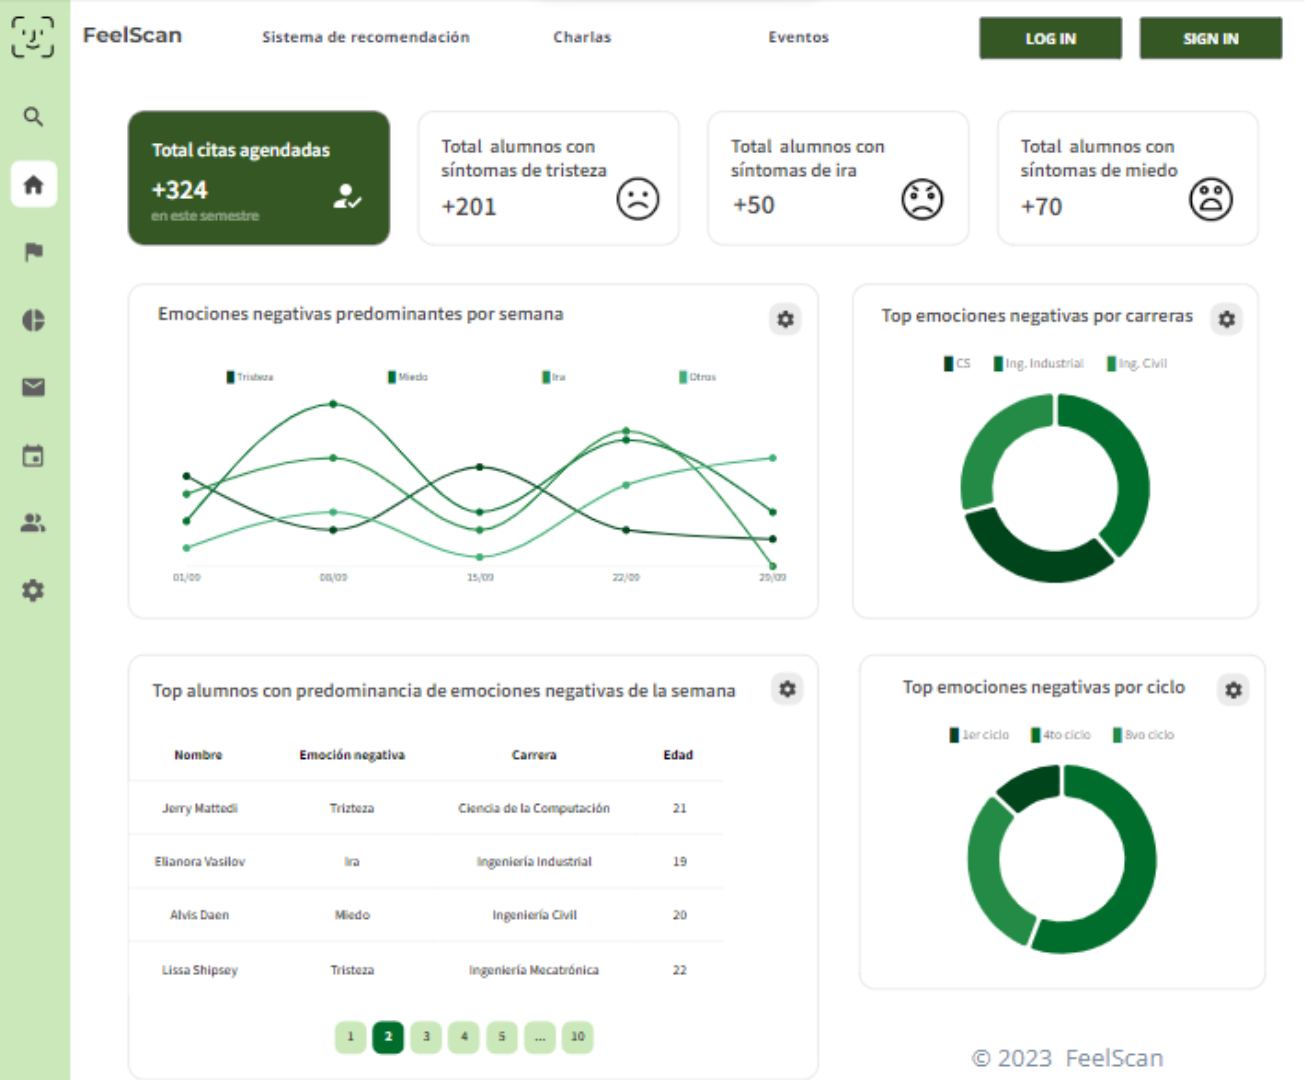 FeelScan
Sistema de recomendación
Charlas
Eventos
LOG IN
SIGN IN
Total citas agendadas
+324
en este semestre
Total alumnos con
síntomas de tristeza
+201
Total alumnos con
síntomas de ira
+50
Total alumnos con
síntomas de miedo
+70
Emociones negativas predominantes por semana
Tristeza
Miedo
Ira
Otros
01/09
08/09
15/09
22/09
29/09
Top emociones negativas por carreras
CS
Ing. Industrial
Ing. Civil
Top alumnos con predominancia de emociones negativas de la semana
Nombre Emoción negativa Carrera Edad
Jerry Mattedi Trizteza Ciencia de la Computación 21
Elianora Vasilov Ira Ingeniería Industrial 19
Alvis Daen Miedo Ingeniería Civil 20
Lissa Shipsey Tristeza Ingeniería Mecatrónica 22
1 2 3 4 5 ... 10
Top emociones negativas por ciclo
1er ciclo
4to ciclo
8vo ciclo
© 2023 FeelScan